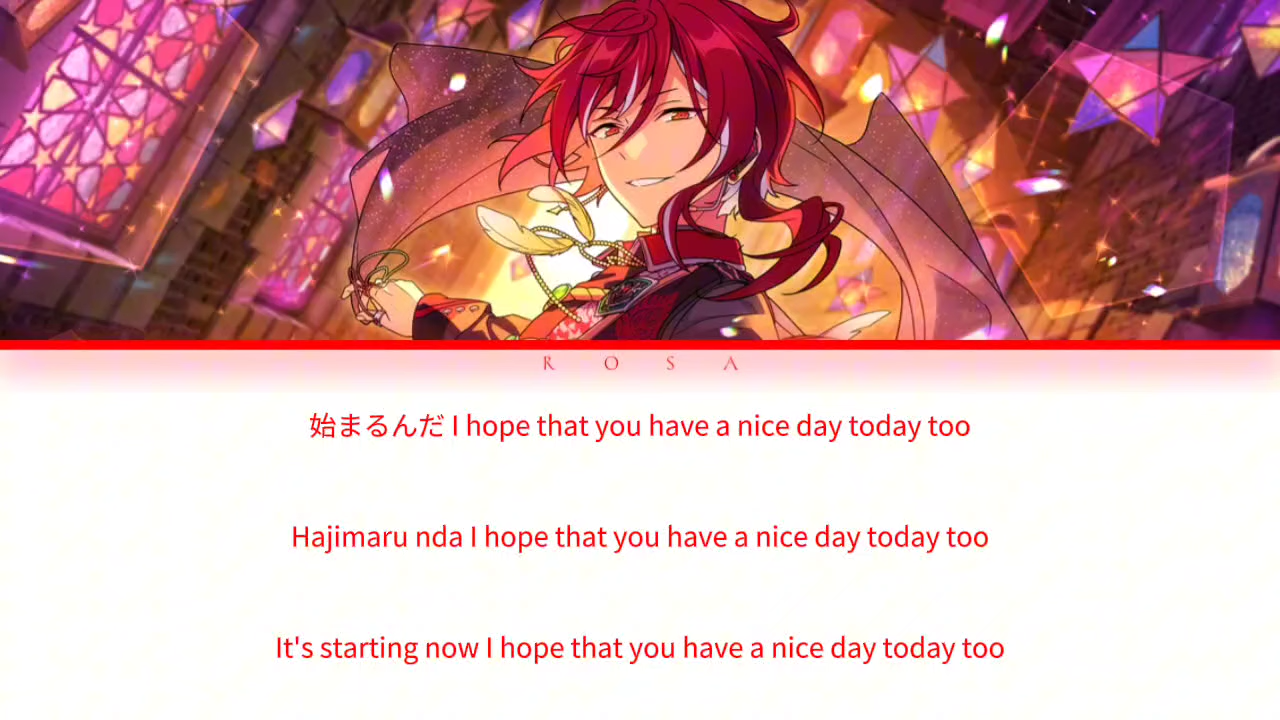 R O S A
始まるんだ I hope that you have a nice day today too
Hajimaru nda I hope that you have a nice day today too
It's starting now I hope that you have a nice day today too